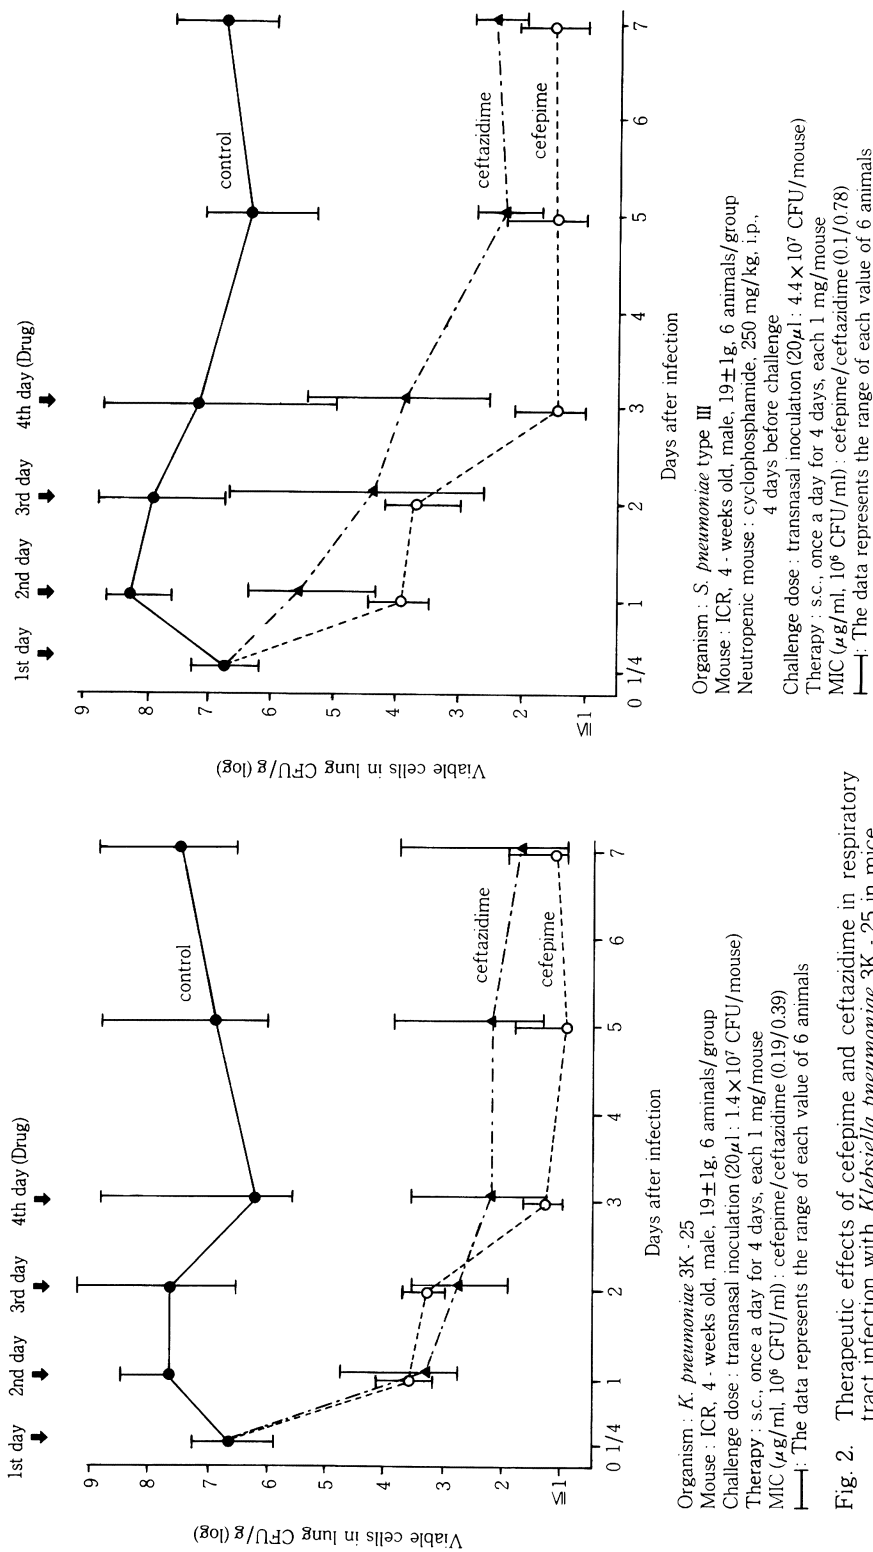 1st day 2nd day 3rd day 4th day (Drug)
Viable cells in lung CFU/g (log)
9
8
7
6
5
4
3
2
≦1
control
ceftazidime
cefepime
0 1/4 1 2 3 4 5 6 7
Days after infection
Organism : K. pneumoniae 3K - 25
Mouse : ICR, 4 - weeks old, male, 19±1g, 6 aminals/group
Challenge dose : transnasal inoculation (20μl : 1.4×10⁷ CFU/mouse)
Therapy : s.c., once a day for 4 days, each 1 mg/mouse
MIC (μg/ml, 10⁶ CFU/ml) : cefepime/ceftazidime (0.19/0.39)
: The data represents the range of each value of 6 animals
Fig. 2. Therapeutic effects of cefepime and ceftazidime in respiratory
tract infection with Klebsiella pneumoniae 3K - 25 in mice
1st day 2nd day 3rd day 4th day (Drug)
Viable cells in lung CFU/g (log)
9
8
7
6
5
4
3
2
≦1
control
ceftazidime
cefepime
0 1/4 1 2 3 4 5 6 7
Days after infection
Organism : S. pneumoniae type III
Mouse : ICR, 4 - weeks old, male, 19±1g, 6 animals/group
Neutropenic mouse : cyclophosphamide, 250 mg/kg, i.p.,
4 days before challenge
Challenge dose : transnasal inoculation (20μl : 4.4×10⁷ CFU/mouse)
Therapy : s.c., once a day for 4 days, each 1 mg/mouse
MIC (μg/ml, 10⁶ CFU/ml) : cefepime/ceftazidime (0.1/0.78)
: The data represents the range of each value of 6 animals